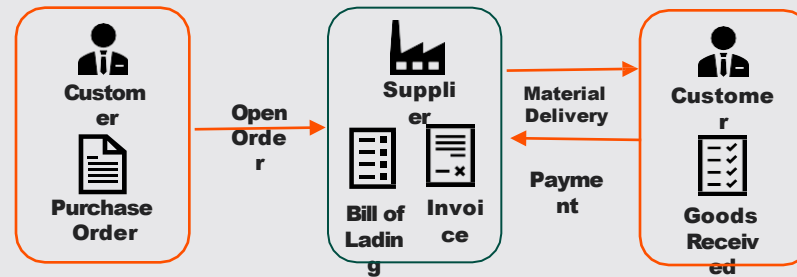 Custom
er
Purchase
Order
Open
Orde
r
Suppli
er
Bill of
Ladin
g
Invoi
ce
Material
Delivery
Payme
nt
Custome
r
Goods
Receiv
ed